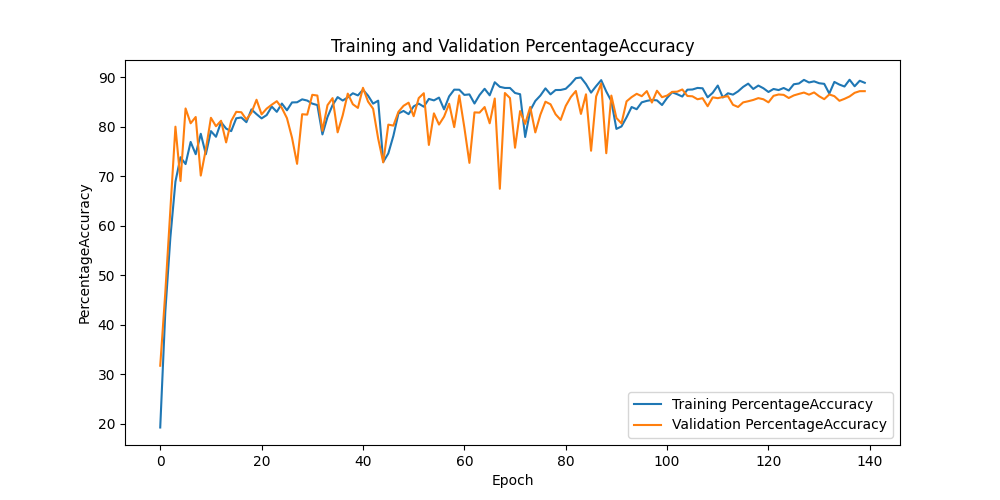 Training and Validation PercentageAccuracy
PercentageAccuracy
90
80
70
60
50
40
30
20
0 20 40 60 80 100 120 140
Epoch
Training PercentageAccuracy
Validation PercentageAccuracy